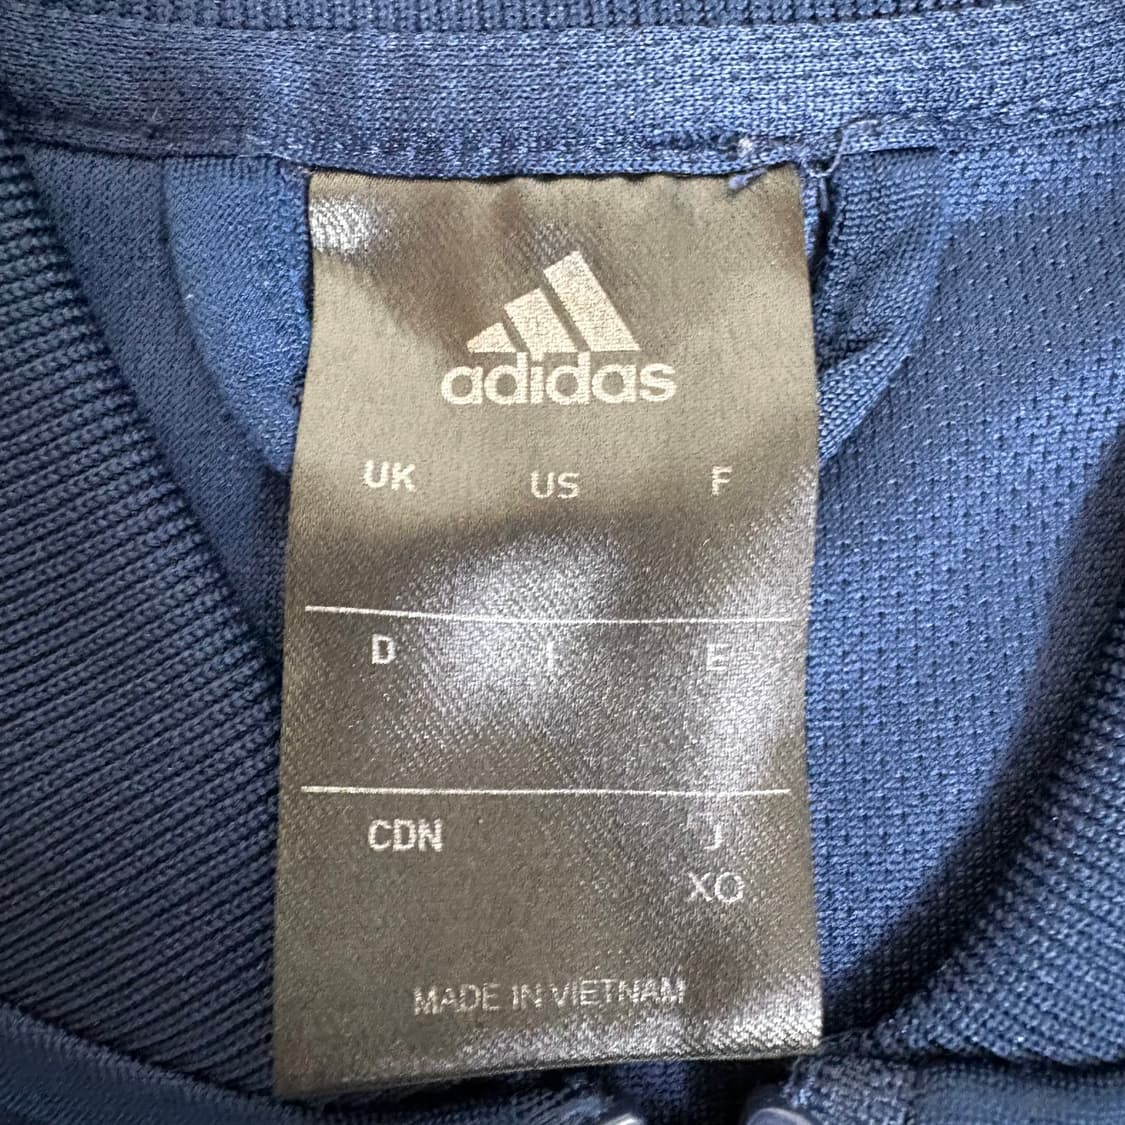 adidas
UK US F
D I E
CDN J
XO
MADE IN VIETNAM